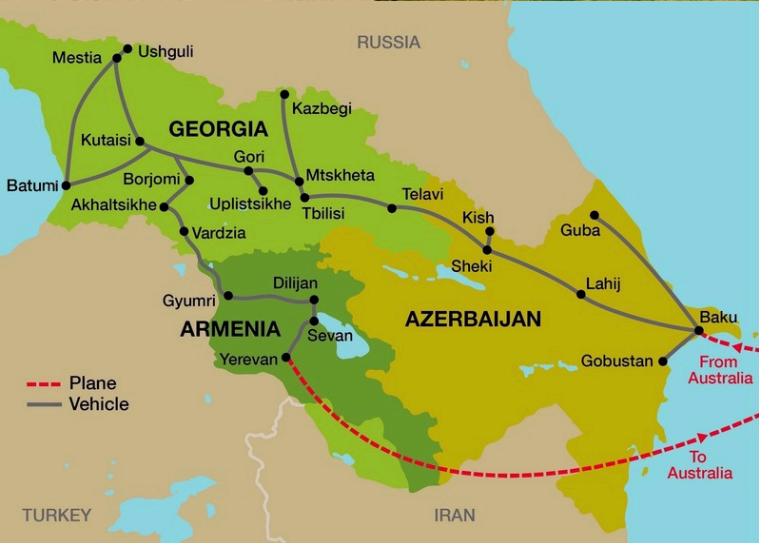 RUSSIA
Ushguli
Mestia
Kazbegi
GEORGIA
Kutaisi
Gori
Mtskheta
Borjomi
Batumi
Telavi
Akhaltsikhe
Uplistsikhe
Tbilisi
Kish
Guba
Vardzia
Sheki
Dilijan
Lahij
Gyumri
AZERBAIJAN
Baku
ARMENIA
Sevan
Yerevan
Gobustan
From
Australia
Plane
Vehicle
To
Australia
TURKEY
IRAN